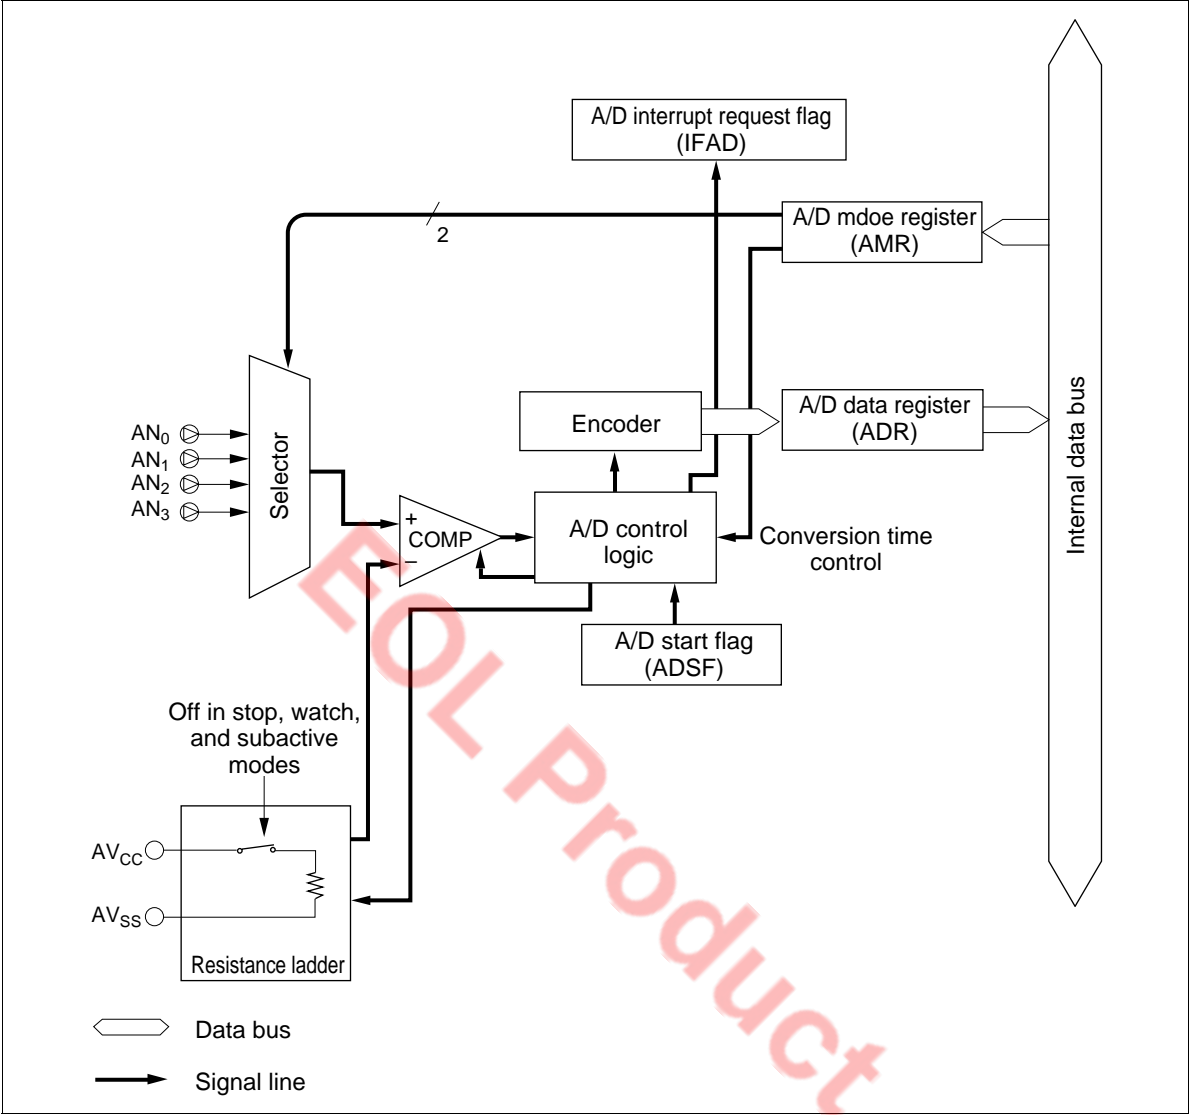 A/D interrupt request flag
(IFAD)
A/D mdoe register
(AMR)
2
Internal data bus
A/D data register
(ADR)
Encoder
AN0
AN1
AN2
AN3
Selector
+
COMP
−
A/D control
logic
Conversion time
control
A/D start flag
(ADSF)
Off in stop, watch,
and subactive
modes
AVCC
AVSS
Resistance ladder
Data bus
Signal line
EOL Product